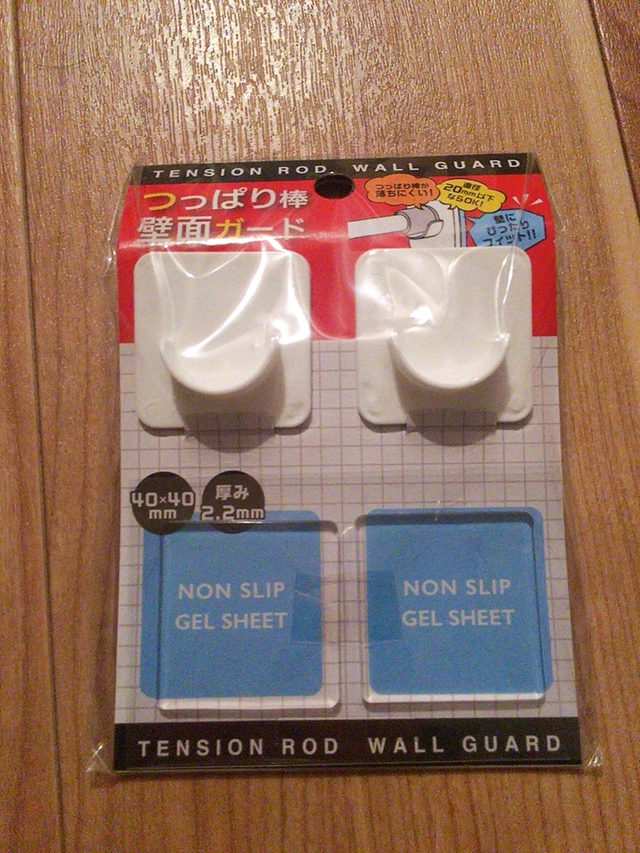 TENSION ROD. WALL GUARD
つっぱり棒
壁面ガード
つっぱり棒が
落ちにくい!
直径
20mm以下
ならOK!
壁に
ぴったり
フィット!!
40×40
mm
厚み
2.2mm
NON SLIP
GEL SHEET
NON SLIP
GEL SHEET
TENSION ROD WALL GUARD